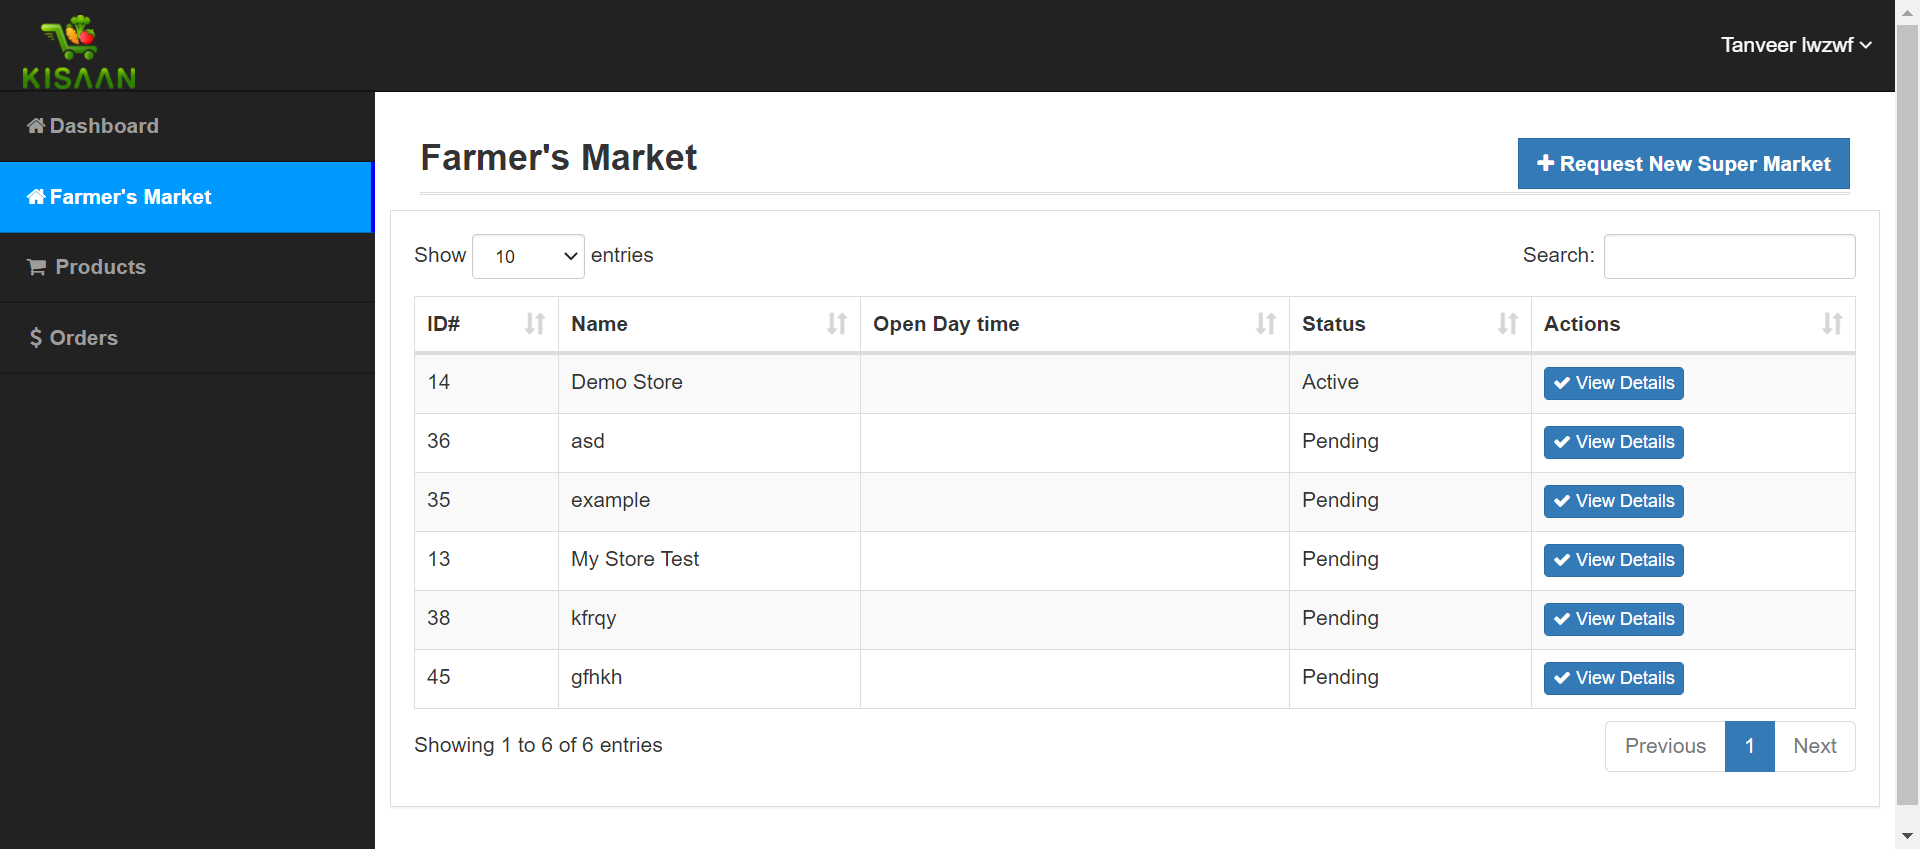 KISAAN
Tanveer lwzwf
Dashboard
Farmer's Market
Products
$ Orders
Farmer's Market
Request New Super Market
Show 10 entries
Search:
ID# Name Open Day time Status Actions
14 Demo Store Active View Details
36 asd Pending View Details
35 example Pending View Details
13 My Store Test Pending View Details
38 kfrqy Pending View Details
45 gfhkh Pending View Details
Showing 1 to 6 of 6 entries
Previous 1 Next